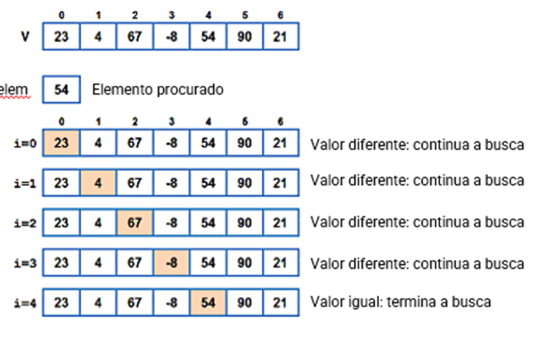 0 1 2 3 4 5 6
V 23 4 67 -8 54 90 21
elem 54 Elemento procurado
0 1 2 3 4 5 6
i=0 23 4 67 -8 54 90 21 Valor diferente: continua a busca
i=1 23 4 67 -8 54 90 21 Valor diferente: continua a busca
i=2 23 4 67 -8 54 90 21 Valor diferente: continua a busca
i=3 23 4 67 -8 54 90 21 Valor diferente: continua a busca
i=4 23 4 67 -8 54 90 21 Valor igual: termina a busca